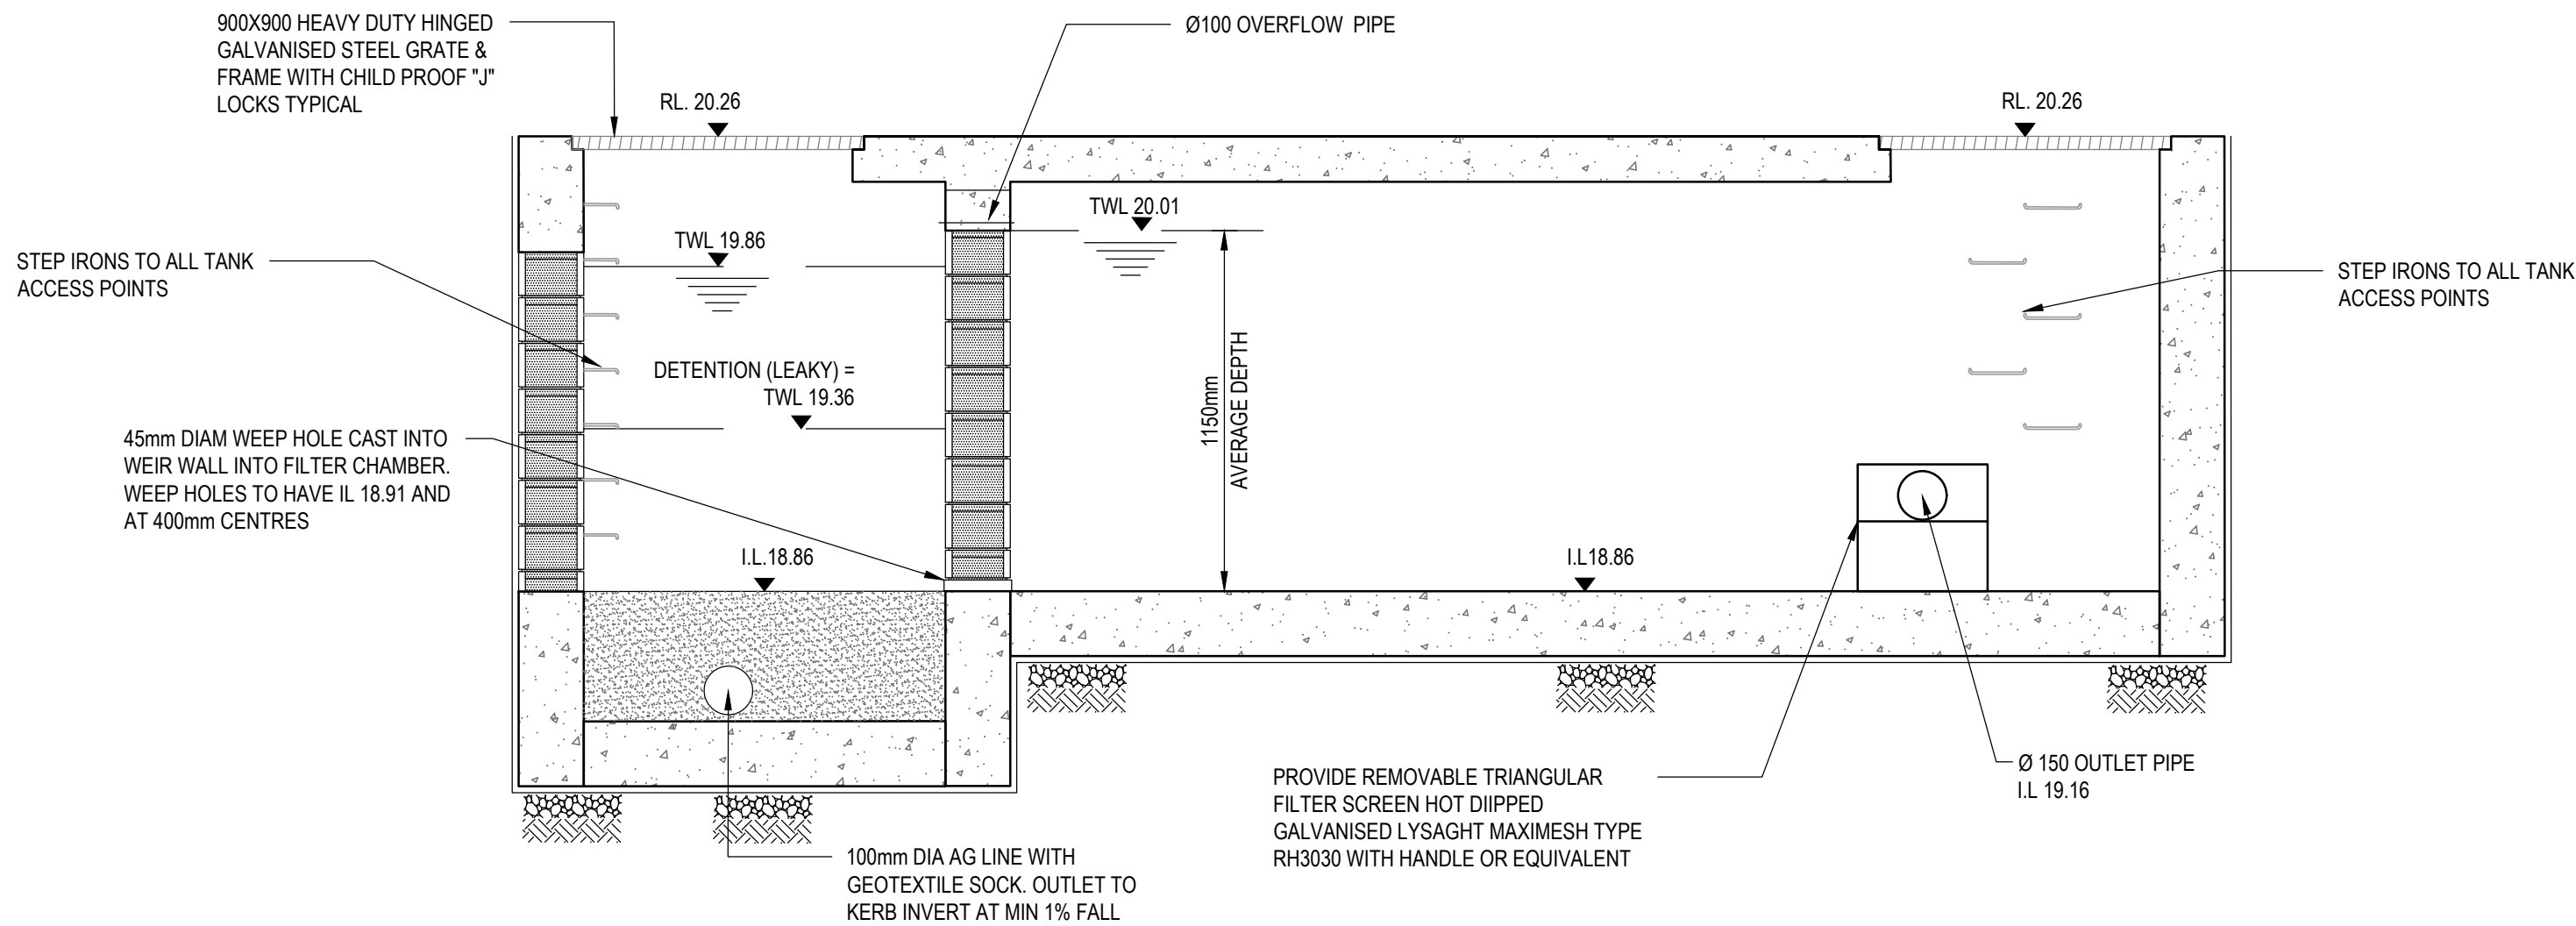 900X900 HEAVY DUTY HINGED
GALVANISED STEEL GRATE &
FRAME WITH CHILD PROOF "J"
LOCKS TYPICAL
Ø100 OVERFLOW PIPE
RL. 20.26
RL. 20.26
TWL 20.01
TWL 19.86
STEP IRONS TO ALL TANK
ACCESS POINTS
STEP IRONS TO ALL TANK
ACCESS POINTS
DETENTION (LEAKY) =
TWL 19.36
1150mm
AVERAGE DEPTH
45mm DIAM WEEP HOLE CAST INTO
WEIR WALL INTO FILTER CHAMBER.
WEEP HOLES TO HAVE IL 18.91 AND
AT 400mm CENTRES
I.L.18.86
I.L18.86
Ø 150 OUTLET PIPE
I.L 19.16
PROVIDE REMOVABLE TRIANGULAR
FILTER SCREEN HOT DIIPPED
GALVANISED LYSAGHT MAXIMESH TYPE
RH3030 WITH HANDLE OR EQUIVALENT
100mm DIA AG LINE WITH
GEOTEXTILE SOCK. OUTLET TO
KERB INVERT AT MIN 1% FALL